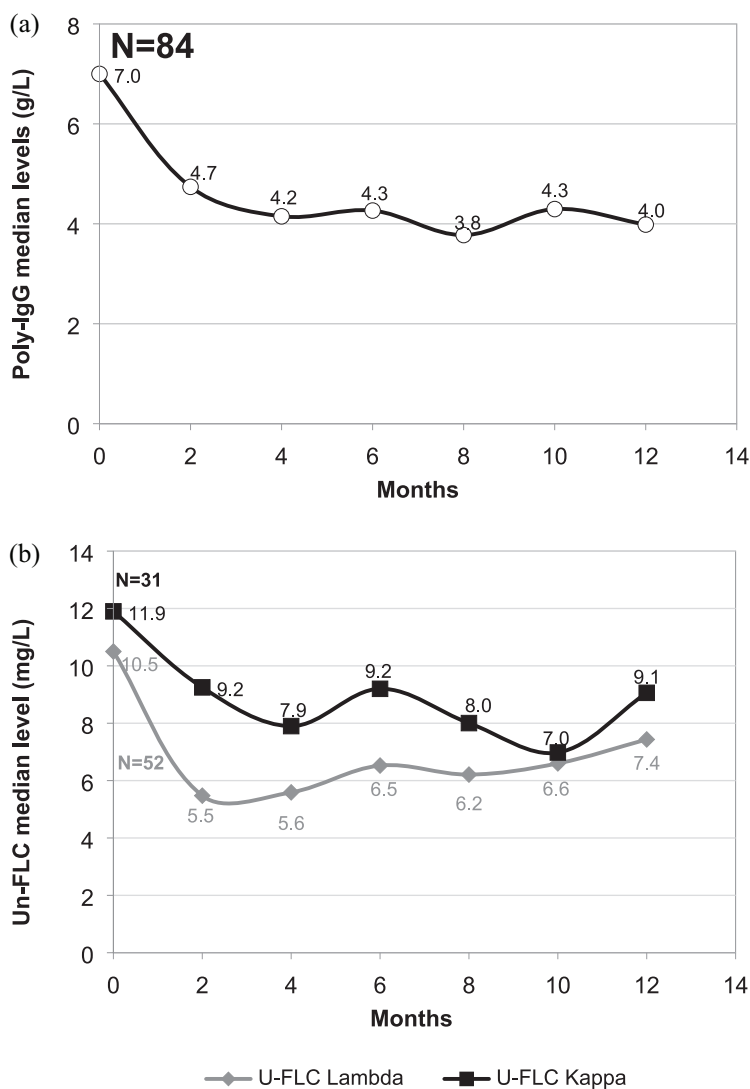 (a)
N=84
Poly-IgG median levels (g/L)
8
6
4
2
0
7.0
4.7
4.2
4.3
3.8
4.3
4.0
0 2 4 6 8 10 12 14
Months
(b)
Un-FLC median level (mg/L)
14
12
10
8
6
4
2
0
N=31
11.9
9.2
7.9
9.2
8.0
7.0
9.1
10.5
N=52
5.5
5.6
6.5
6.2
6.6
7.4
0 2 4 6 8 10 12 14
Months
U-FLC Lambda U-FLC Kappa